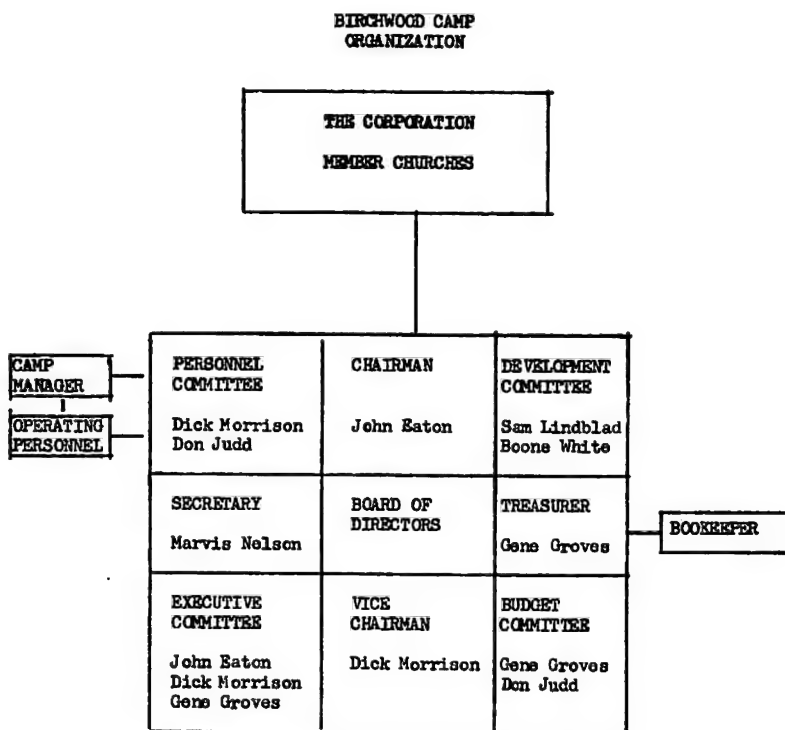 BIRCHWOOD CAMP
ORGANIZATION
THE CORPORATION
MEMBER CHURCHES
CAMP
MANAGER
OPERATING
PERSONNEL
PERSONNEL
COMMITTEE
Dick Morrison
Don Judd
CHAIRMAN
John Eaton
DEVELOPMENT
COMMITTEE
Sam Lindblad
Boone White
SECRETARY
Marvis Nelson
BOARD OF
DIRECTORS
TREASURER
Gene Groves
BOOKEEPER
EXECUTIVE
COMMITTEE
John Eaton
Dick Morrison
Gene Groves
VICE
CHAIRMAN
Dick Morrison
BUDGET
COMMITTEE
Gene Groves
Don Judd